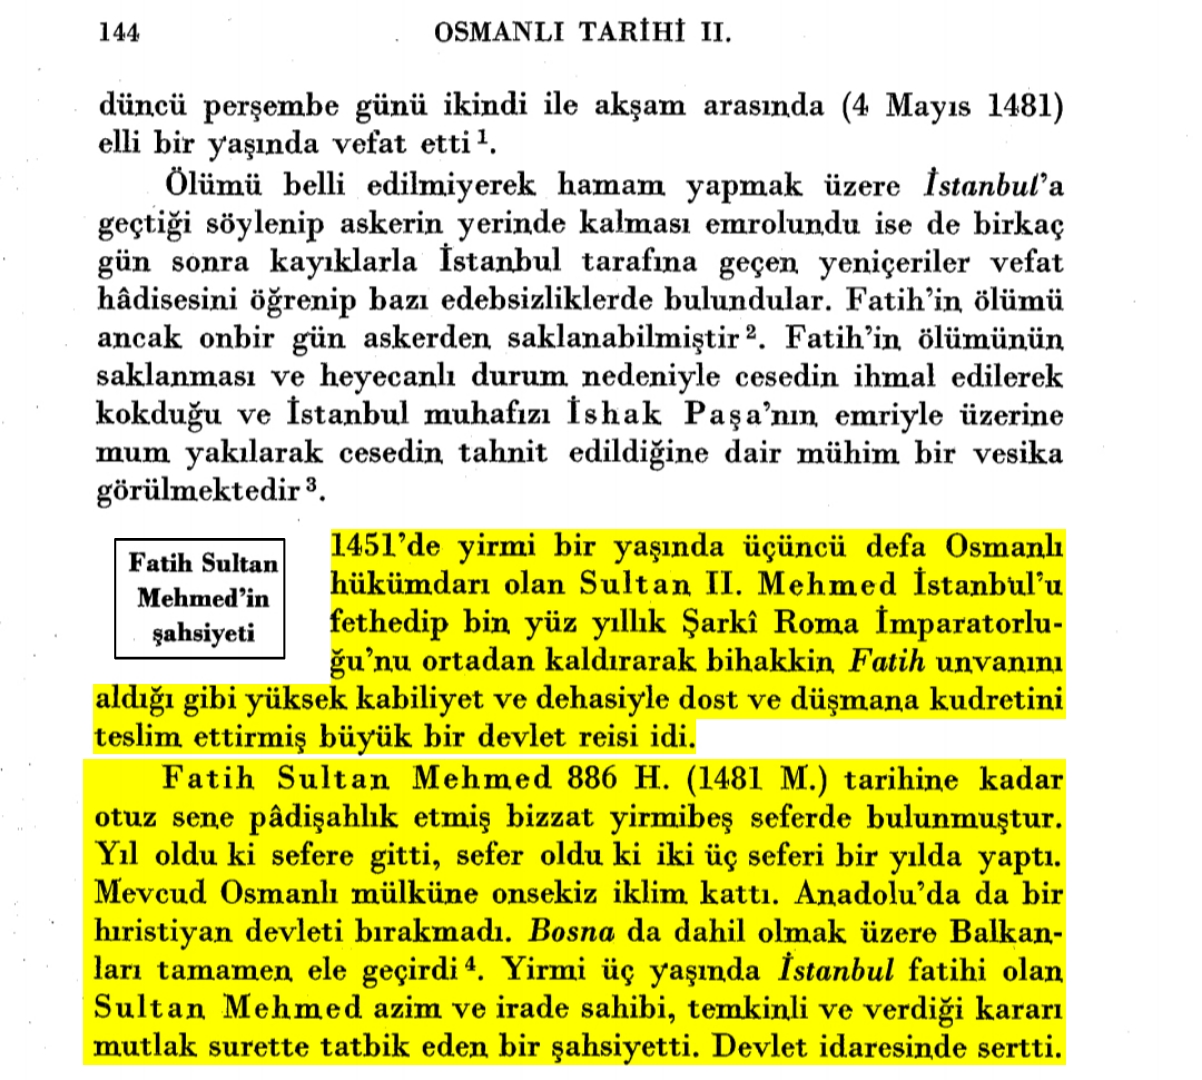 144
OSMANLI TARİHİ II.
düncü perşembe günü ikindi ile akşam arasında (4 Mayıs 1481)
elli bir yaşında vefat etti¹.
Ölümü belli edilmiyerek hamam yapmak üzere İstanbul'a
geçtiği söylenip askerin yerinde kalması emrolundu ise de birkaç
gün sonra kayıklarla İstanbul tarafına geçen yeniçeriler vefat
hâdisesini öğrenip bazı edebsizliklerde bulundular. Fatih'in ölümü
ancak onbir gün askerden saklanabilmiştir². Fatih'in ölümünün
saklanması ve heyecanlı durum nedeniyle cesedin ihmal edilerek
kokduğu ve İstanbul muhafızı İshak Paşa'nın emriyle üzerine
mum yakılarak cesedin tahnit edildiğine dair mühim bir vesika
görülmektedir³.
Fatih Sultan
Mehmed'in
şahsiyeti
1451'de yirmi bir yaşında üçüncü defa Osmanlı
hükümdarı olan Sultan II. Mehmed İstanbul'u
fethedip bin yüz yıllık Şarkî Roma İmparatorlu-
ğu'nu ortadan kaldırarak bihakkin Fatih unvanını
aldığı gibi yüksek kabiliyet ve dehasiyle dost ve düşmana kudretini
teslim ettirmiş büyük bir devlet reisi idi.
Fatih Sultan Mehmed 886 H. (1481 M.) tarihine kadar
otuz sene pâdişahlık etmiş bizzat yirmibeş seferde bulunmuştur.
Yıl oldu ki sefere gitti, sefer oldu ki iki üç seferi bir yılda yaptı.
Mevcud Osmanlı mülküne onsekiz iklim kattı. Anadolu'da da bir
hıristiyan devleti bırakmadı. Bosna da dahil olmak üzere Balkan-
ları tamamen ele geçirdi⁴. Yirmi üç yaşında İstanbul fatihi olan
Sultan Mehmed azim ve irade sahibi, temkinli ve verdiği kararı
mutlak surette tatbik eden bir şahsiyetti. Devlet idaresinde sertti.